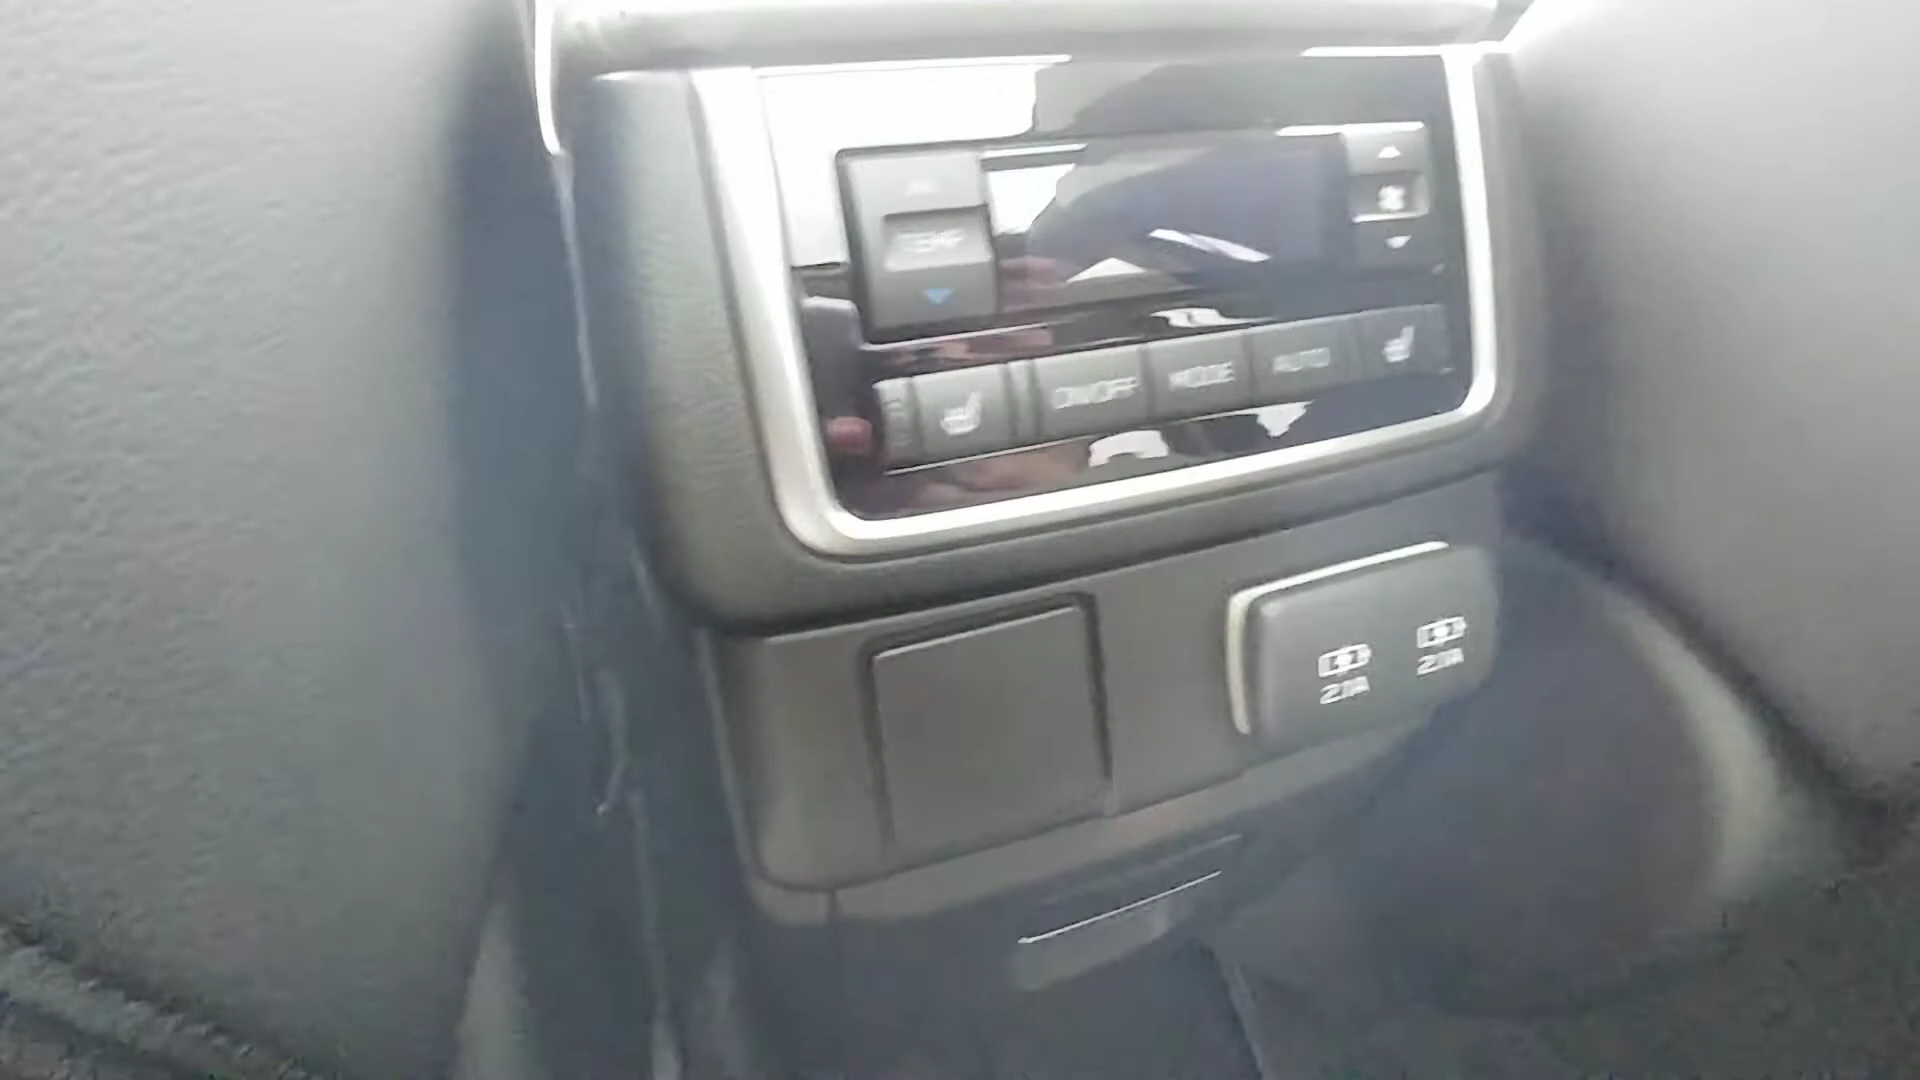 TEMP
ON/OFF
MODE
AUTO
2.1A
2.1A